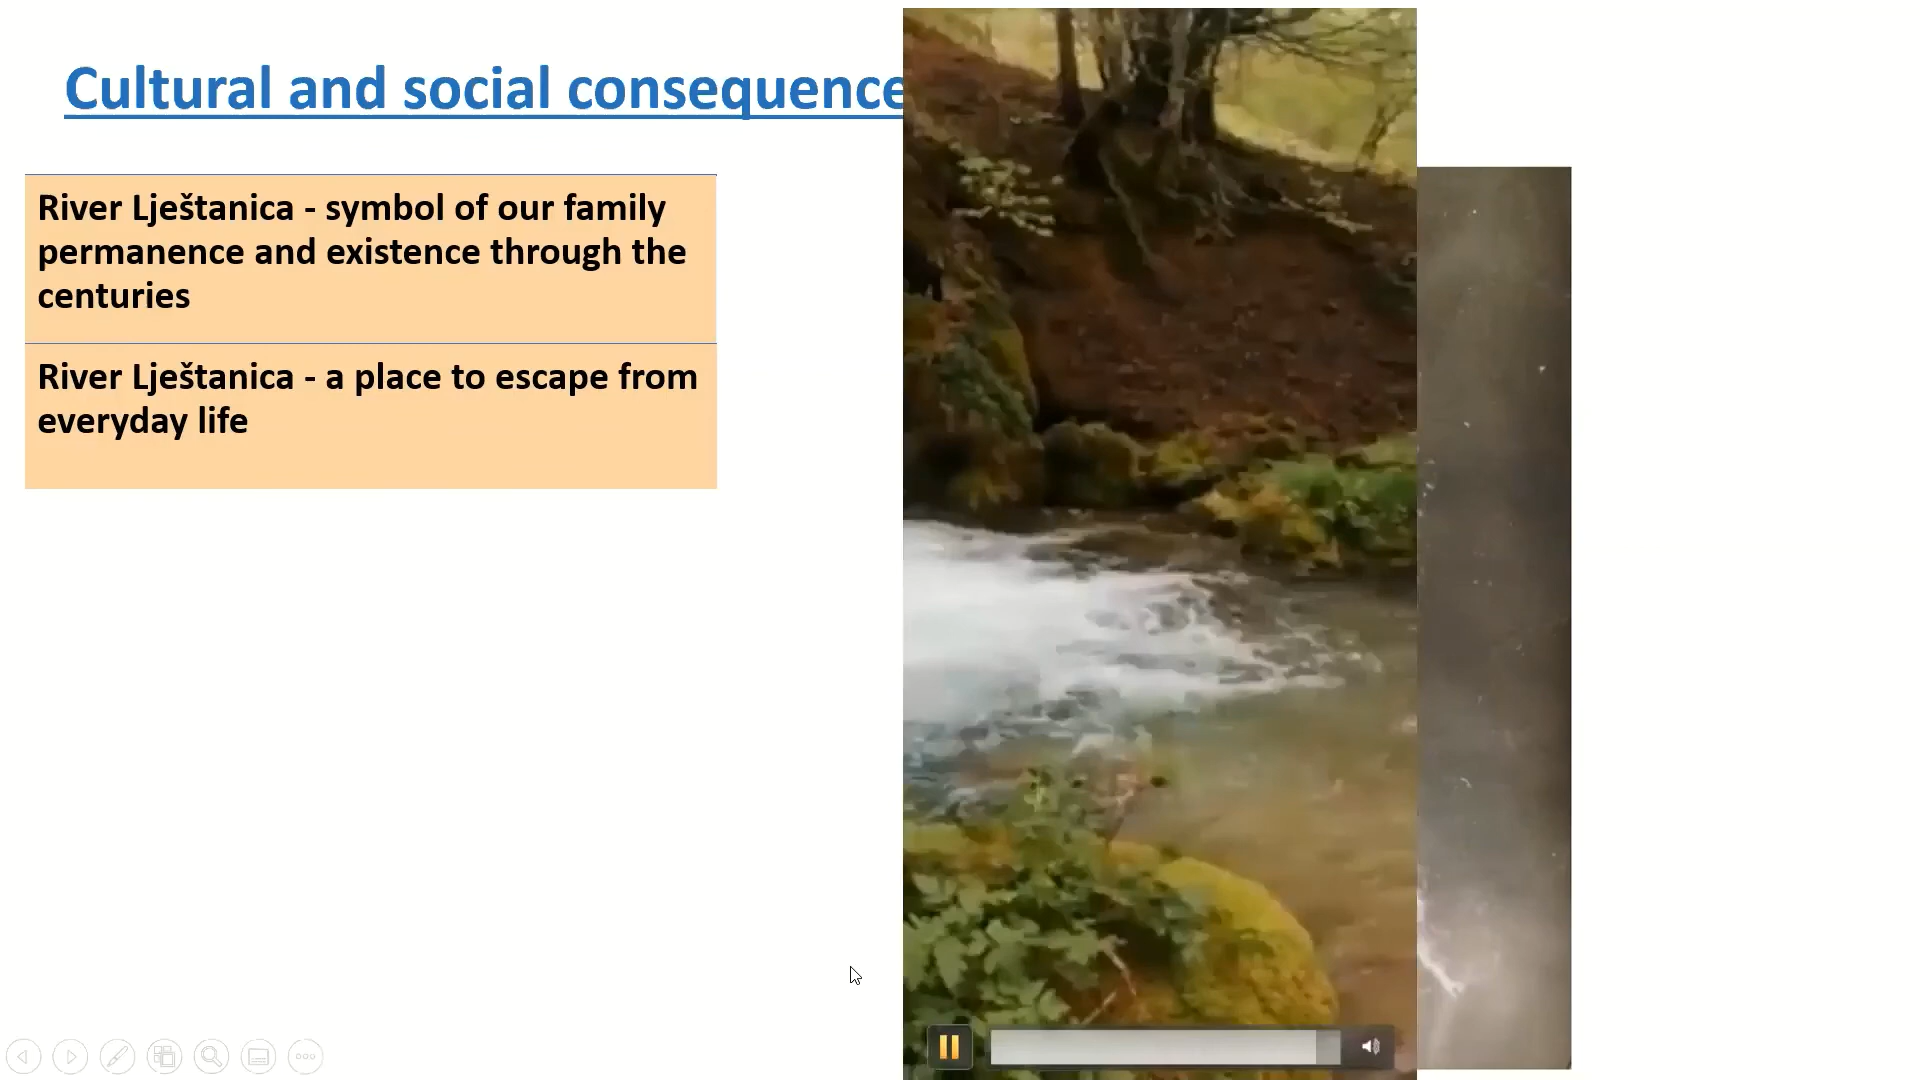 Cultural and social consequence
River Lještanica - symbol of our family
permanence and existence through the
centuries
River Lještanica - a place to escape from
everyday life